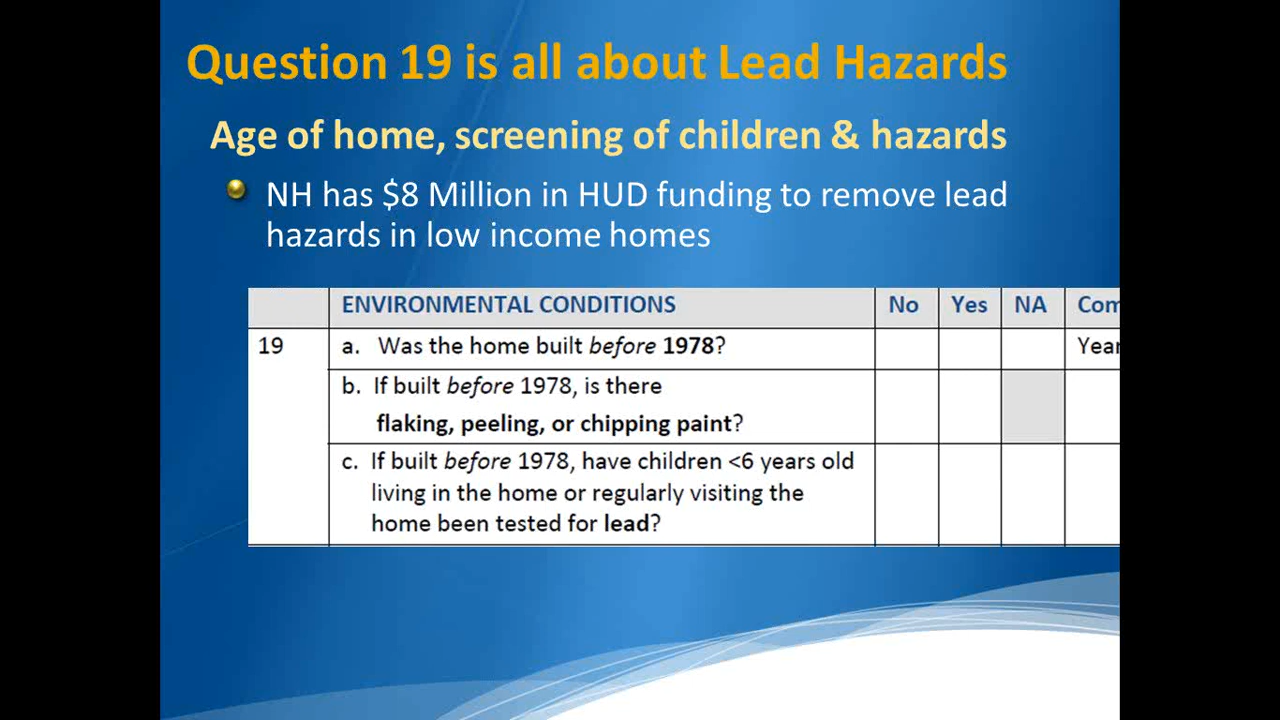 Question 19 is all about Lead Hazards
Age of home, screening of children & hazards
NH has $8 Million in HUD funding to remove lead
hazards in low income homes
ENVIRONMENTAL CONDITIONS No Yes NA Com
19 a. Was the home built before 1978? Year
b. If built before 1978, is there
flaking, peeling, or chipping paint?
c. If built before 1978, have children <6 years old
living in the home or regularly visiting the
home been tested for lead?